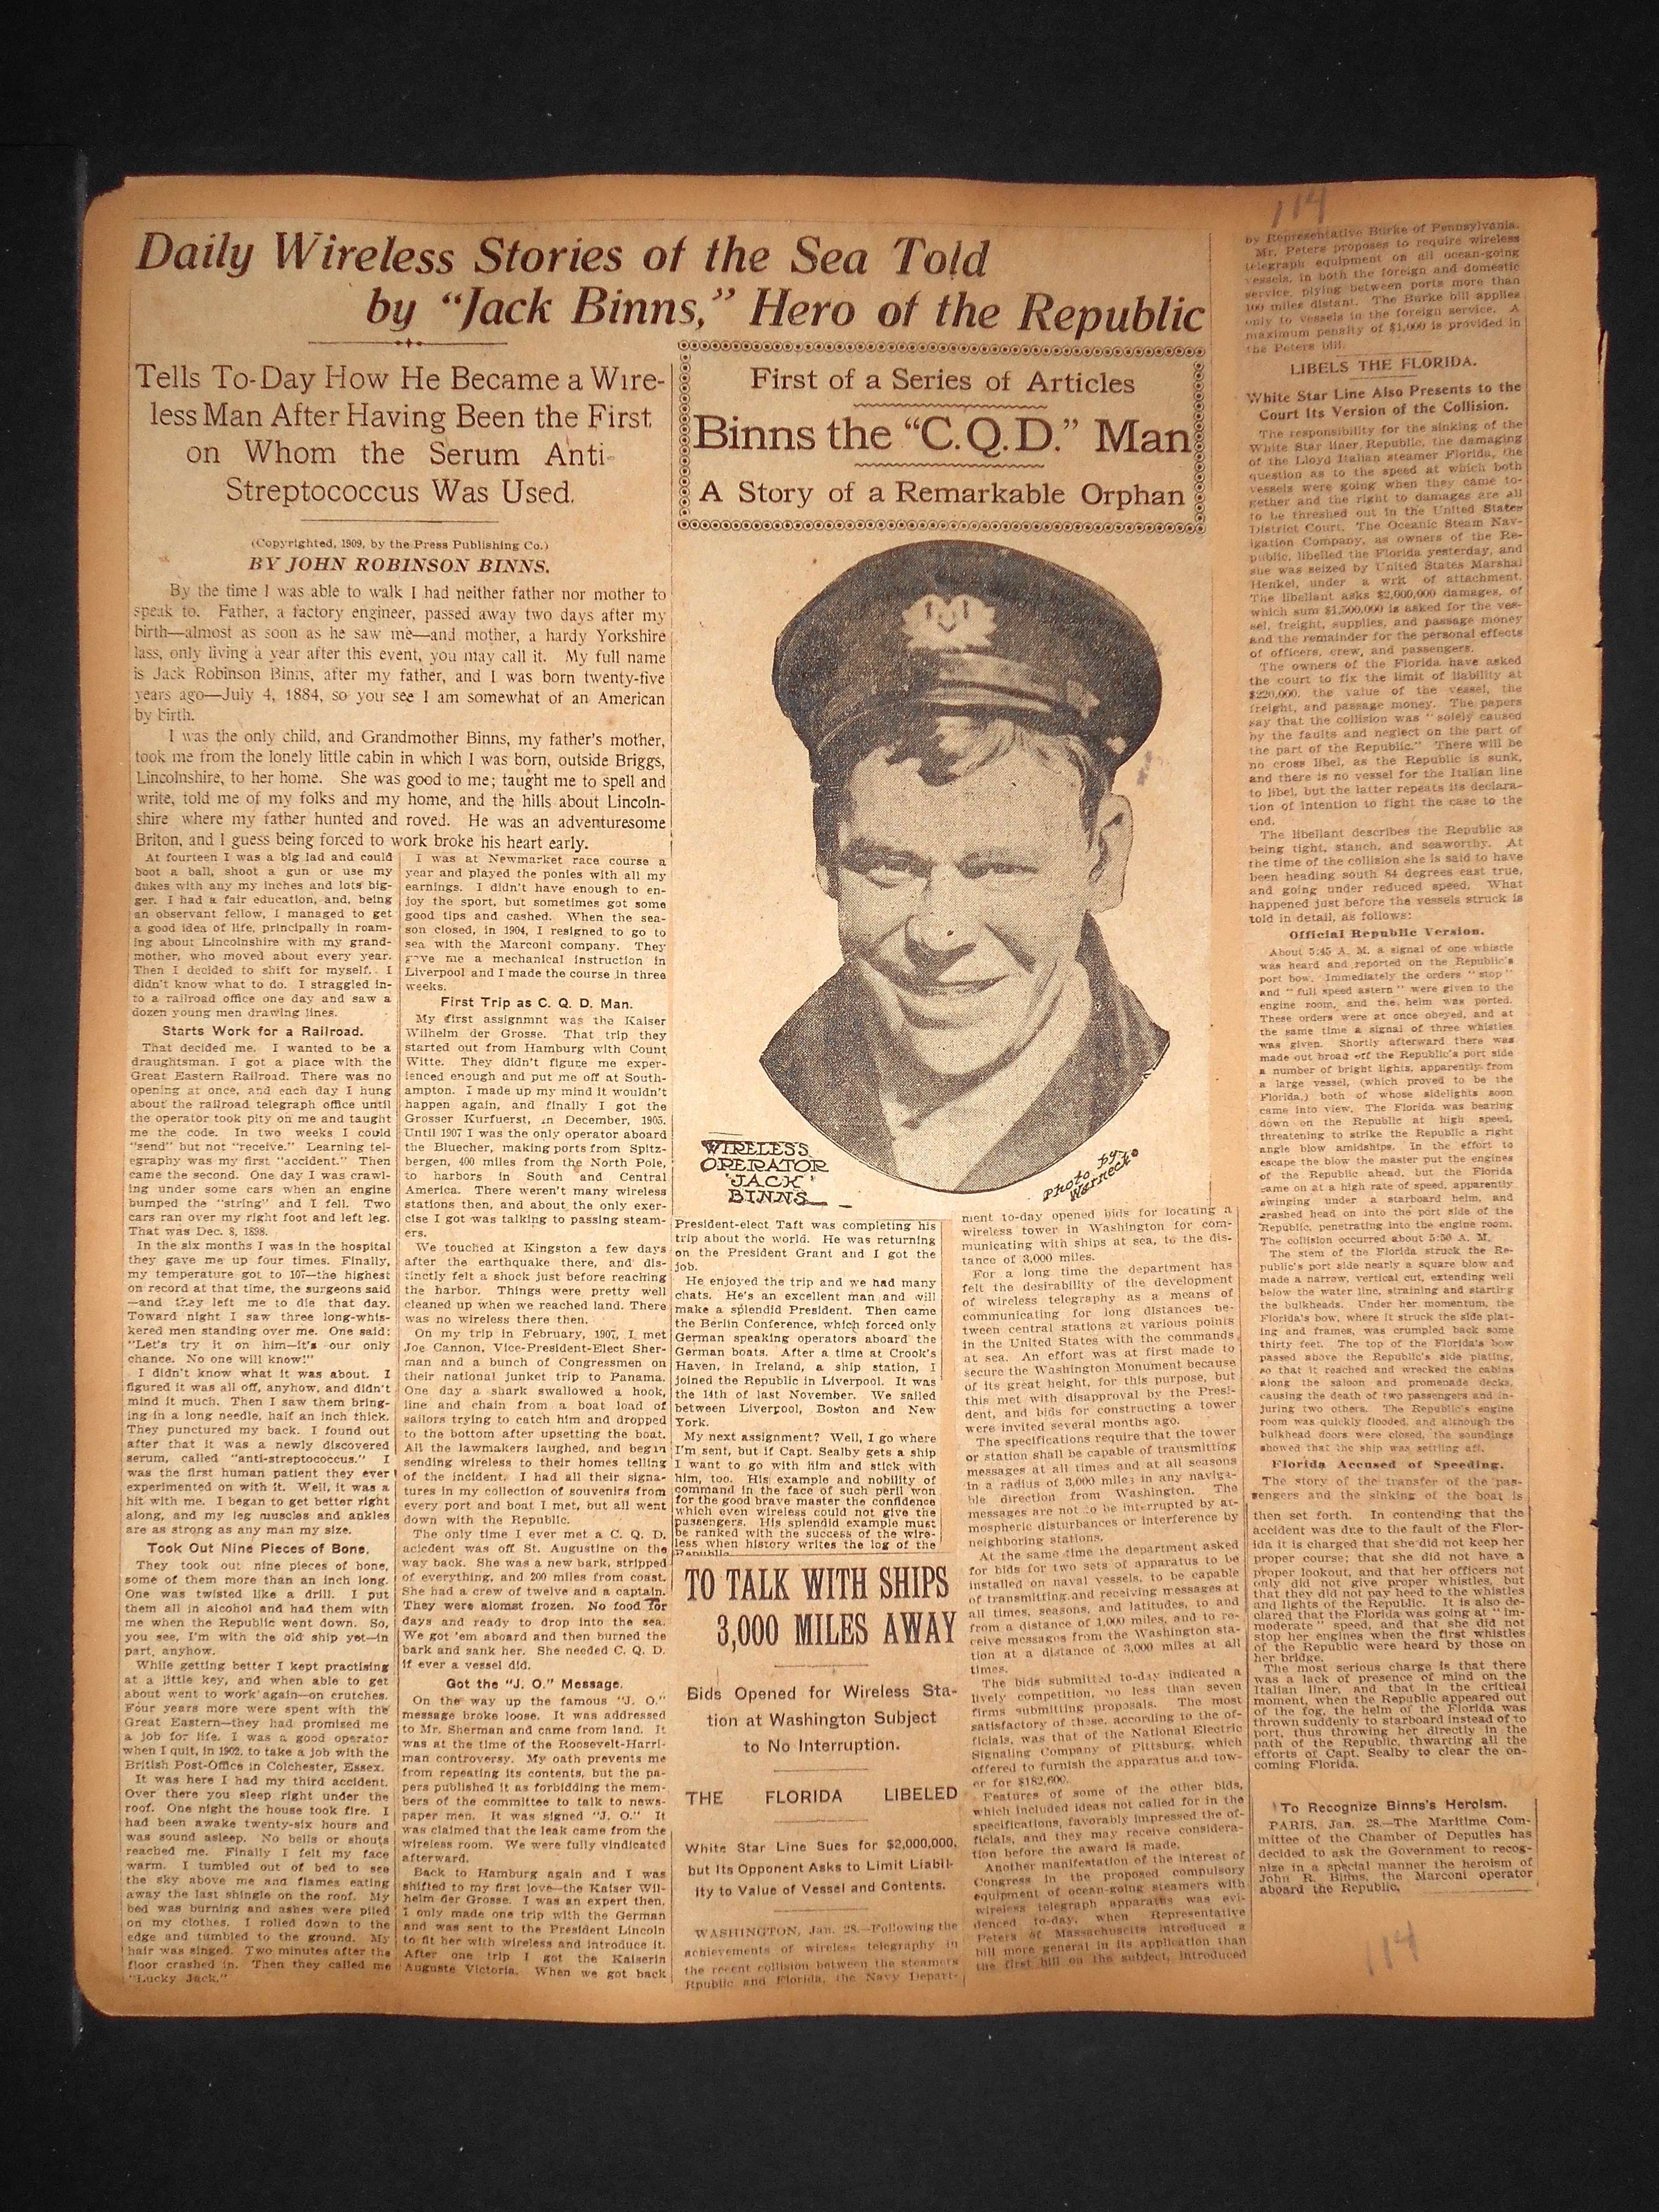 114
Daily Wireless Stories of the Sea Told
by "Jack Binns," Hero of the Republic
Tells To-Day How He Became a Wire-
less Man After Having Been the First
on Whom the Serum Anti-
Streptococcus Was Used.
First of a Series of Articles
Binns the "C.Q.D." Man
A Story of a Remarkable Orphan
(Copyrighted, 1909, by the Press Publishing Co.)
BY JOHN ROBINSON BINNS.
By the time I was able to walk I had neither father nor mother to
speak to. Father, a factory engineer, passed away two days after my
birth—almost as soon as he saw me—and mother, a hardy Yorkshire
lass, only living a year after this event, you may call it. My full name
is Jack Robinson Binns, after my father, and I was born twenty-five
years ago—July 4, 1884, so you see I am somewhat of an American
by birth.
I was the only child, and Grandmother Binns, my father's mother,
took me from the lonely little cabin in which I was born, outside Briggs,
Lincolnshire, to her home. She was good to me; taught me to spell and
write, told me of my folks and my home, and the hills about Lincoln-
shire where my father hunted and roved. He was an adventuresome
Briton, and I guess being forced to work broke his heart early.
At fourteen I was a big lad and could
boot a ball, shoot a gun or use my
dukes with any my inches and lots big-
ger. I had a fair education, and, being
an observant fellow, I managed to get
a good idea of life, principally in roam-
ing about Lincolnshire with my grand-
mother, who moved about every year.
Then I decided to shift for myself. I
didn't know what to do. I straggled in-
to a railroad office one day and saw a
dozen young men drawing lines.
Starts Work for a Railroad.
That decided me. I wanted to be a
draughtsman. I got a place with the
Great Eastern Railroad. There was no
opening at once, and each day I hung
about the railroad telegraph office until
the operator took pity on me and taught
me the code. In two weeks I could
"send" but not "receive." Learning tel-
egraphy was my first "accident." Then
came the second. One day I was crawl-
ing under some cars when an engine
bumped the "string" and I fell. Two
cars ran over my right foot and left leg.
That was Dec. 8, 1898.
In the six months I was in the hospital
they gave me up four times. Finally,
my temperature got to 107—the highest
on record at that time, the surgeons said
—and they left me to die that day.
Toward night I saw three long-whis-
kered men standing over me. One said:
"Let's try it on him—it's our only
chance. No one will know!"
I didn't know what it was about. I
figured it was all off, anyhow, and didn't
mind it much. Then I saw them bring-
ing in a long needle, half an inch thick.
They punctured my back. I found out
after that it was a newly discovered
serum, called "anti-streptococcus." I
was the first human patient they ever
experimented on with it. Well, it was a
hit with me. I began to get better right
along, and my leg muscles and ankles
are as strong as any man my size.
Took Out Nine Pieces of Bone.
They took out nine pieces of bone,
some of them more than an inch long.
One was twisted like a drill. I put
them all in alcohol and had them with
me when the Republic went down. So,
you see, I'm with the old ship yet—in
part, anyhow.
While getting better I kept practising
at a little key, and when able to get
about went to work again—on crutches.
Four years more were spent with the
Great Eastern—they had promised me
a job for life. I was a good operator
when I quit, in 1902, to take a job with the
British Post-Office in Colchester, Essex.
It was here I had my third accident.
Over there you sleep right under the
roof. One night the house took fire. I
had been awake twenty-six hours and
was sound asleep. No bells or shouts
reached me. Finally I felt my face
warm. I tumbled out of bed to see
the sky above me and flames eating
away the last shingle on the roof. My
bed was burning and ashes were piled
on my clothes. I rolled down to the
edge and tumbled to the ground. My
hair was singed. Two minutes after the
floor crashed in. Then they called me
"Lucky Jack."
I was at Newmarket race course a
year and played the ponies with all my
earnings. I didn't have enough to en-
joy the sport, but sometimes got some
good tips and cashed. When the sea-
son closed, in 1904, I resigned to go to
sea with the Marconi company. They
gave me a mechanical instruction in
Liverpool and I made the course in three
weeks.
First Trip as C. Q. D. Man.
My first assignmnt was the Kaiser
Wilhelm der Grosse. That trip they
started out from Hamburg with Count
Witte. They didn't figure me exper-
ienced enough and put me off at South-
ampton. I made up my mind it wouldn't
happen again, and finally I got the
Grosser Kurfuerst, in December, 1905.
Until 1907 I was the only operator aboard
the Bluecher, making ports from Spitz-
bergen, 400 miles from the North Pole,
to harbors in South and Central
America. There weren't many wireless
stations then, and about the only exer-
cise I got was talking to passing steam-
ers.
We touched at Kingston a few days
after the earthquake there, and dis-
tinctly felt a shock just before reaching
the harbor. Things were pretty well
cleaned up when we reached land. There
was no wireless there then.
On my trip in February, 1907, I met
Joe Cannon, Vice-President-Elect Sher-
man and a bunch of Congressmen on
their national junket trip to Panama.
One day a shark swallowed a hook,
line and chain from a boat load of
sailors trying to catch him and dropped
to the bottom after upsetting the boat.
All the lawmakers laughed, and began
sending wireless to their homes telling
of the incident. I had all their signa-
tures in my collection of souvenirs from
every port and boat I met, but all went
down with the Republic.
The only time I ever met a C. Q. D.
acicdent was off St. Augustine on the
way back. She was a new bark, stripped
of everything, and 200 miles from coast.
She had a crew of twelve and a captain.
They were alomst frozen. No food for
days and ready to drop into the sea.
We got 'em aboard and then burned the
bark and sank her. She needed C. Q. D.
if ever a vessel did.
Got the "J. O." Message.
On the way up the famous "J. O."
message broke loose. It was addressed
to Mr. Sherman and came from land. It
was at the time of the Roosevelt-Harri-
man controversy. My oath prevents me
from repeating its contents, but the pa-
pers published it as forbidding the mem-
bers of the committee to talk to news-
paper men. It was signed "J. O." It
was claimed that the leak came from the
wireless room. We were fully vindicated
afterward.
Back to Hamburg again and I was
shifted to my first love—the Kaiser Wil-
helm der Grosse. I was an expert then.
I only made one trip with the German
and was sent to the President Lincoln
to fit her with wireless and introduce it.
After one trip I got the Kaiserin
Auguste Victoria. When we got back
WIRELESS
OPERATOR
"JACK"
BINNS
Photo by
Warnecke
President-elect Taft was completing his
trip about the world. He was returning
on the President Grant and I got the
job.
He enjoyed the trip and we had many
chats. He's an excellent man and will
make a splendid President. Then came
the Berlin Conference, which forced only
German speaking operators aboard the
German boats. After a time at Crook's
Haven, in Ireland, a ship station, I
joined the Republic in Liverpool. It was
the 14th of last November. We sailed
between Liverpool, Boston and New
York.
My next assignment? Well, I go where
I'm sent, but if Capt. Sealby gets a ship
I want to go with him and stick with
him, too. His example and nobility of
command in the face of such peril won
for the good brave master the confidence
which even wireless could not give the
passengers. His splendid example must
be ranked with the success of the wire-
less when history writes the log of the
Republic.
TO TALK WITH SHIPS
3,000 MILES AWAY
Bids Opened for Wireless Sta-
tion at Washington Subject
to No Interruption.
THE FLORIDA LIBELED
White Star Line Sues for $2,000,000,
but Its Opponent Asks to Limit Liabil-
ity to Value of Vessel and Contents.
WASHINGTON, Jan. 28.—Following the
achievements of wireless telegraphy in
the recent collision between the steamers
Rpublic and Florida, the Navy Depart-
ment to-day opened bids for locating a
wireless tower in Washington for com-
municating with ships at sea, to the dis-
tance of 3,000 miles.
For a long time the department has
felt the desirability of the development
of wireless telegraphy as a means of
communicating for long distances be-
tween central stations at various points
in the United States with the commands
at sea. An effort was at first made to
secure the Washington Monument because
of its great height, for this purpose, but
this met with disapproval by the Presi-
dent, and bids for constructing a tower
were invited several months ago.
The specifications require that the tower
or station shall be capable of transmitting
messages at all times and at all seasons
in a radius of 3,000 miles in any naviga-
ble direction from Washington. The
messages are not to be interrupted by at-
mospheric disturbances or interference by
neighboring stations.
At the same time the department asked
for bids for two sets of apparatus to be
installed on naval vessels, to be capable
of transmitting and receiving messages at
all times, seasons, and latitudes, to and
from a distance of 1,000 miles, and to re-
ceive messages from the Washington sta-
tion at a distance of 3,000 miles at all
times.
The bids submitted to-day indicated a
lively competition, no less than seven
firms submitting proposals. The most
satisfactory of these, according to the of-
ficials, was that of the National Electric
Signaling Company of Pittsburg, which
offered to furnish the apparatus and tow-
er for $182,600.
Features of some of the other bids,
which included ideas not called for in the
specifications, favorably impressed the of-
ficials, and they may receive considera-
tion before the award is made.
Another manifestation of the interest of
Congress in the proposed compulsory
equipment of ocean-going steamers with
wireless telegraph apparatus was evi-
denced to-day, when Representative
Peters of Massachusetts introduced a
bill more general in its application than
the first bill on the subject, introduced
by Representative Burke of Pennsylvania.
Mr. Peters proposes to require wireless
telegraph equipment on all ocean-going
vessels, in both the foreign and domestic
service, plying between ports more than
100 miles distant. The Burke bill applies
only to vessels in the foreign service. A
maximum penalty of $1,000 is provided in
the Peters bill.
LIBELS THE FLORIDA.
White Star Line Also Presents to the
Court Its Version of the Collision.
The responsibility for the sinking of the
White Star liner Republic, the damaging
of the Lloyd Italian steamer Florida, the
question as to the speed at which both
vessels were going when they came to-
gether and the right to damages are all
to be threshed out in the United States
District Court. The Oceanic Steam Nav-
igation Company, as owners of the Re-
public, libelled the Florida yesterday, and
she was seized by United States Marshal
Henkel, under a writ of attachment.
The libellant asks $2,000,000 damages, of
which sum $1,500,000 is asked for the ves-
sel, freight, supplies, and passage money
and the remainder for the personal effects
of officers, crew, and passengers.
The owners of the Florida have asked
the court to fix the limit of liability at
$220,000, the value of the vessel, the
freight, and passage money. The papers
say that the collision was "solely caused
by the faults and neglect on the part of
the part of the Republic." There will be
no cross libel, as the Republic is sunk,
and there is no vessel for the Italian line
to libel, but the latter repeats its declara-
tion of intention to fight the case to the
end.
The libellant describes the Republic as
being tight, stanch, and seaworthy. At
the time of the collision she is said to have
been heading south 84 degrees east true,
and going under reduced speed. What
happened just before the vessels struck is
told in detail, as follows:
Official Republic Version.
About 5:45 A. M. a signal of one whistle
was heard and reported on the Republic's
port bow. Immediately the orders "stop"
and "full speed astern" were given to the
engine room, and the helm was ported.
These orders were at once obeyed, and at
the same time a signal of three whistles
was given. Shortly afterward there was
made out broad off the Republic's port side
a number of bright lights, apparently from
a large vessel, (which proved to be the
Florida,) both of whose sidelights soon
came into view. The Florida was bearing
down on the Republic at high speed,
threatening to strike the Republic a right
angle blow amidships. In the effort to
escape the blow the master put the engines
of the Republic ahead, but the Florida
came on at a high rate of speed, apparently
swinging under a starboard helm, and
crashed head on into the port side of the
Republic, penetrating into the engine room.
The collision occurred about 5:50 A. M.
The stem of the Florida struck the Re-
public's port side nearly a square blow and
made a narrow, vertical cut, extending well
below the water line, straining and starting
the bulkheads. Under her momentum, the
Florida's bow, where it struck the side plat-
ing and frames, was crumpled back some
thirty feet. The top of the Florida's bow
passed above the Republic's side plating,
so that it reached and wrecked the cabins
along the saloon and promenade decks,
causing the death of two passengers and in-
juring two others. The Republic's engine
room was quickly flooded, and although the
bulkhead doors were closed, the soundings
showed that the ship was settling aft.
Florida Accused of Speeding.
The story of the transfer of the pas-
sengers and the sinking of the boat is
then set forth. In contending that the
accident was due to the fault of the Flor-
ida it is charged that she did not keep her
proper course; that she did not have a
proper lookout, and that her officers not
only did not give proper whistles, but
that they did not pay heed to the whistles
and lights of the Republic. It is also de-
clared that the Florida was going at "im-
moderate speed, and that she did not
stop her engines when the first whistles
of the Republic were heard by those on
her bridge.
The most serious charge is that there
was a lack of presence of mind on the
Italian liner, and that in the critical
moment, when the Republic appeared out
of the fog, the helm of the Florida was
thrown suddenly to starboard instead of to
port, thus throwing her directly in the
path of the Republic, thwarting all the
efforts of Capt. Sealby to clear the on-
coming Florida.
To Recognize Binns's Heroism.
PARIS, Jan. 28.—The Maritime Com-
mittee of the Chamber of Deputies has
decided to ask the Government to recog-
nize in a special manner the heroism of
John R. Binns, the Marconi operator
aboard the Republic.
114